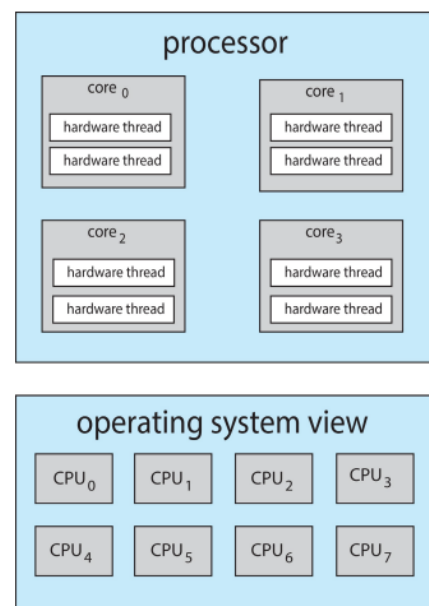 processor
core 0
core 1
hardware thread
hardware thread
hardware thread
hardware thread
core 2
core 3
hardware thread
hardware thread
hardware thread
hardware thread
operating system view
CPU0 CPU1 CPU2 CPU3
CPU4 CPU5 CPU6 CPU7